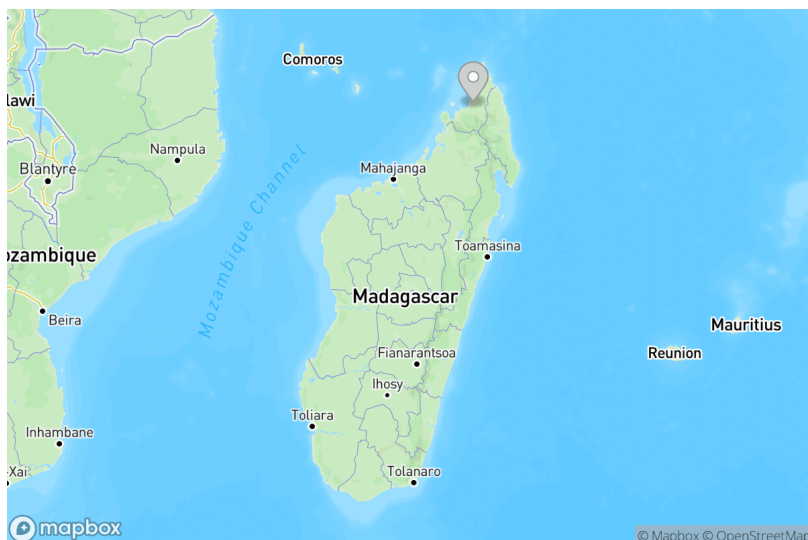 Comoros
lawi
Nampula
Blantyre
Mahajanga
Mozambique Channel
Toamasina
ozambique
Madagascar
Beira
Mauritius
Reunion
Fianarantsoa
Ihosy
Toliara
Inhambane
-Xai
Tolanaro
mapbox
© Mapbox © OpenStreetMap